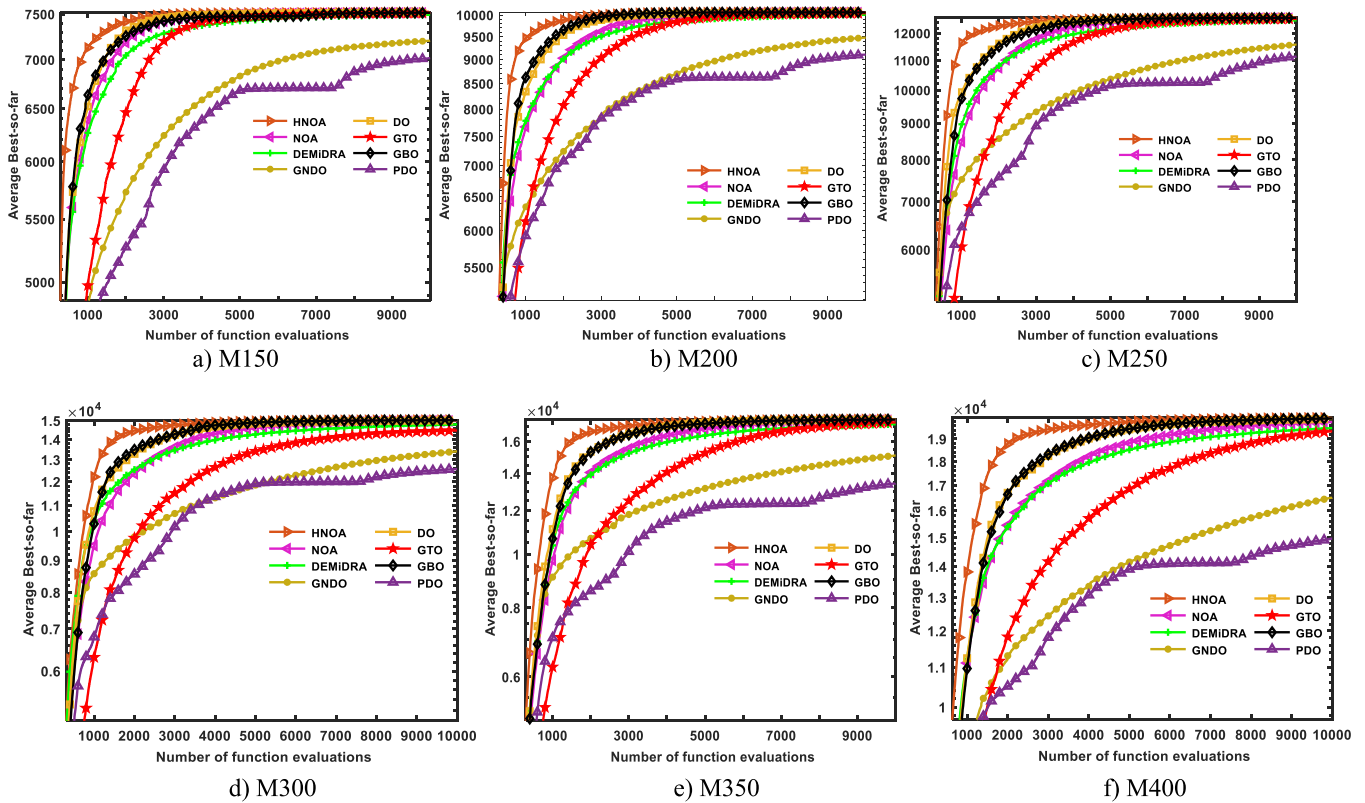 7500
7000
6500
6000
5500
5000
Average Best-so-far
HNOA DO
NOA GTO
DEMiDRA GBO
GNDO PDO
1000 3000 5000 7000 9000
Number of function evaluations
a) M150
10000
9500
9000
8500
8000
7500
7000
6500
6000
5500
Average Best-so-far
HNOA DO
NOA GTO
DEMiDRA GBO
GNDO PDO
1000 3000 5000 7000 9000
Number of function evaluations
b) M200
12000
11000
10000
9000
8000
7000
6000
Average Best-so-far
HNOA DO
NOA GTO
DEMiDRA GBO
GNDO PDO
1000 3000 5000 7000 9000
Number of function evaluations
c) M250
×10⁴
1.5
1.4
1.3
1.2
1.1
1
0.9
0.8
0.7
0.6
Average Best-so-far
HNOA DO
NOA GTO
DEMiDRA GBO
GNDO PDO
1000 2000 3000 4000 5000 6000 7000 8000 9000 10000
Number of function evaluations
d) M300
×10⁴
1.6
1.4
1.2
1
0.8
0.6
Average Best-so-far
HNOA DO
NOA GTO
DEMiDRA GBO
GNDO PDO
1000 3000 5000 7000 9000
Number of function evaluations
e) M350
×10⁴
1.9
1.8
1.7
1.6
1.5
1.4
1.3
1.2
1.1
1
Average Best-so-far
HNOA DO
NOA GTO
DEMiDRA GBO
GNDO PDO
1000 2000 3000 4000 5000 6000 7000 8000 9000 10000
Number of function evaluations
f) M400